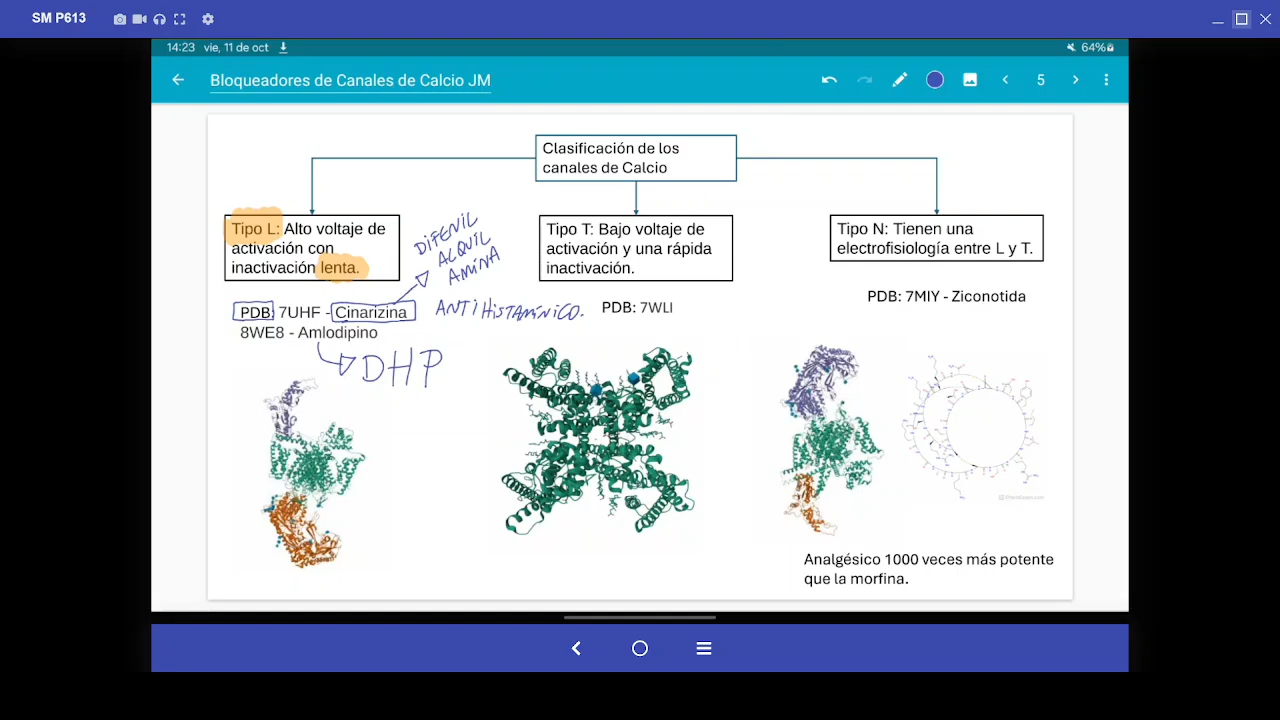 SM P613
14:23 vie, 11 de oct
64%
Bloqueadores de Canales de Calcio JM
5
Clasificación de los
canales de Calcio
Tipo L: Alto voltaje de
activación con
inactivación lenta.
DIFENIL
ALQUIL
AMINA
Tipo T: Bajo voltaje de
activación y una rápida
inactivación.
Tipo N: Tienen una
electrofisiología entre L y T.
PDB: 7UHF - Cinarizina
ANTIHISTAMÍNICO.
8WE8 - Amlodipino
DHP
PDB: 7WLI
PDB: 7MIY - Ziconotida
Analgésico 1000 veces más potente
que la morfina.